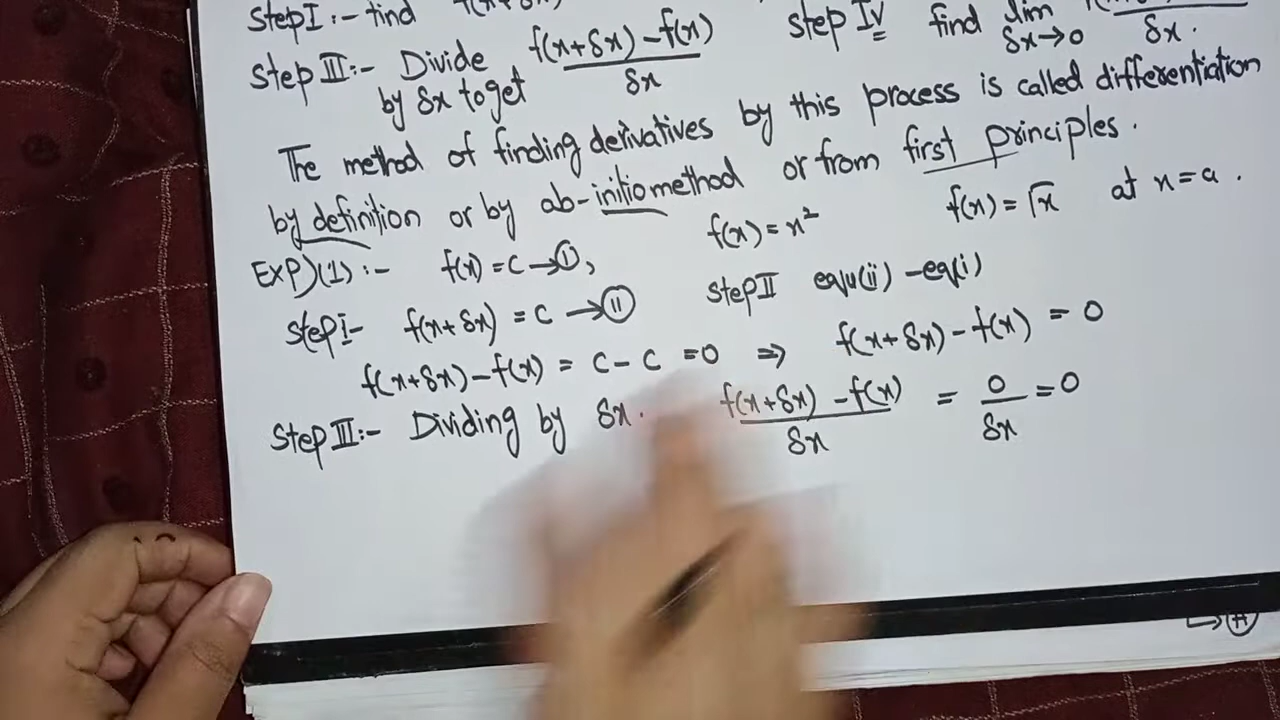 Step I :- find f(x+δx) 
Step III :- Divide f(x+δx) - f(x) / δx Step IV find lim δx→0 / δx.
by δx to get
The method of finding derivatives by this process is called differentiation
by definition or by ab-initio method or from first principles.
Exp)(1) :- f(x) = c → (I), f(x) = x² f(x) = √x at x = a.
Step I- f(x+δx) = c → (II) Step II equ(ii) - eq(i)
f(x+δx) - f(x) = c - c = 0 ⇒ f(x+δx) - f(x) = 0
Step III :- Dividing by δx. f(x+δx) - f(x) / δx = 0/δx = 0